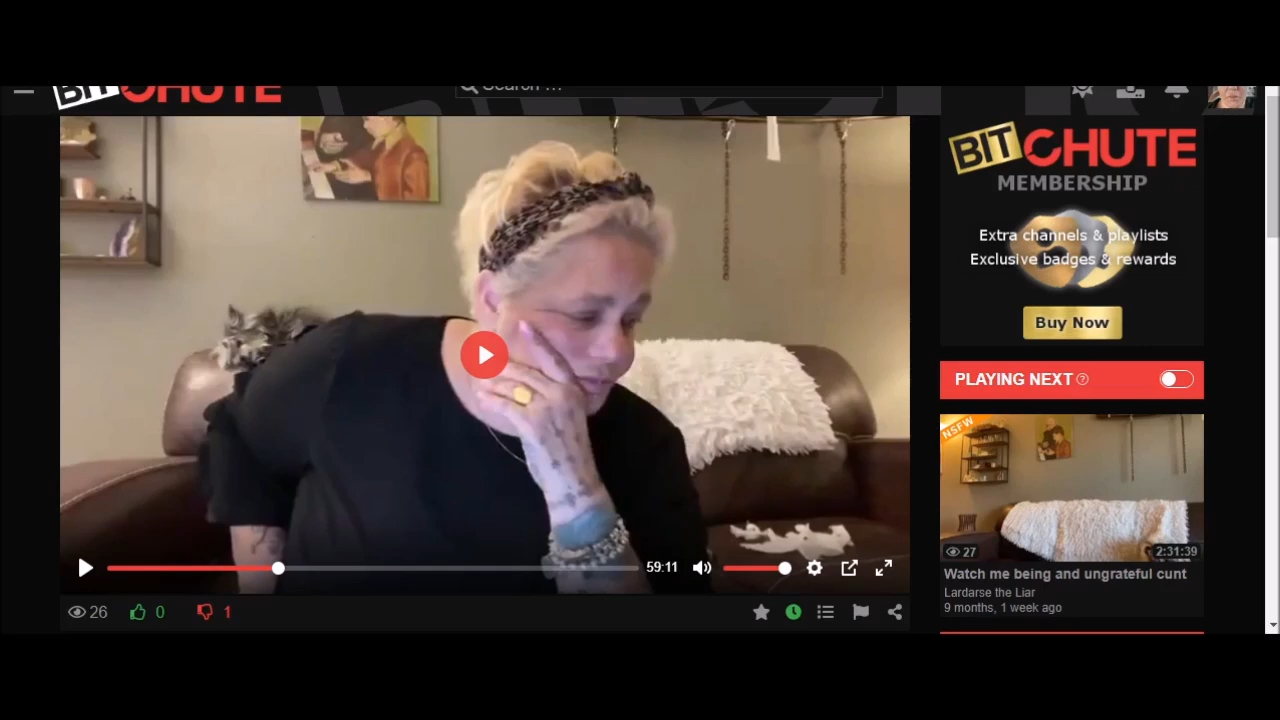 BITCHUTE
Search ...
BITCHUTE
MEMBERSHIP
Extra channels & playlists
Exclusive badges & rewards
Buy Now
PLAYING NEXT
NSFW
27
2:31:39
Watch me being and ungrateful cunt
Lardarse the Liar
9 months, 1 week ago
59:11
26
0
1